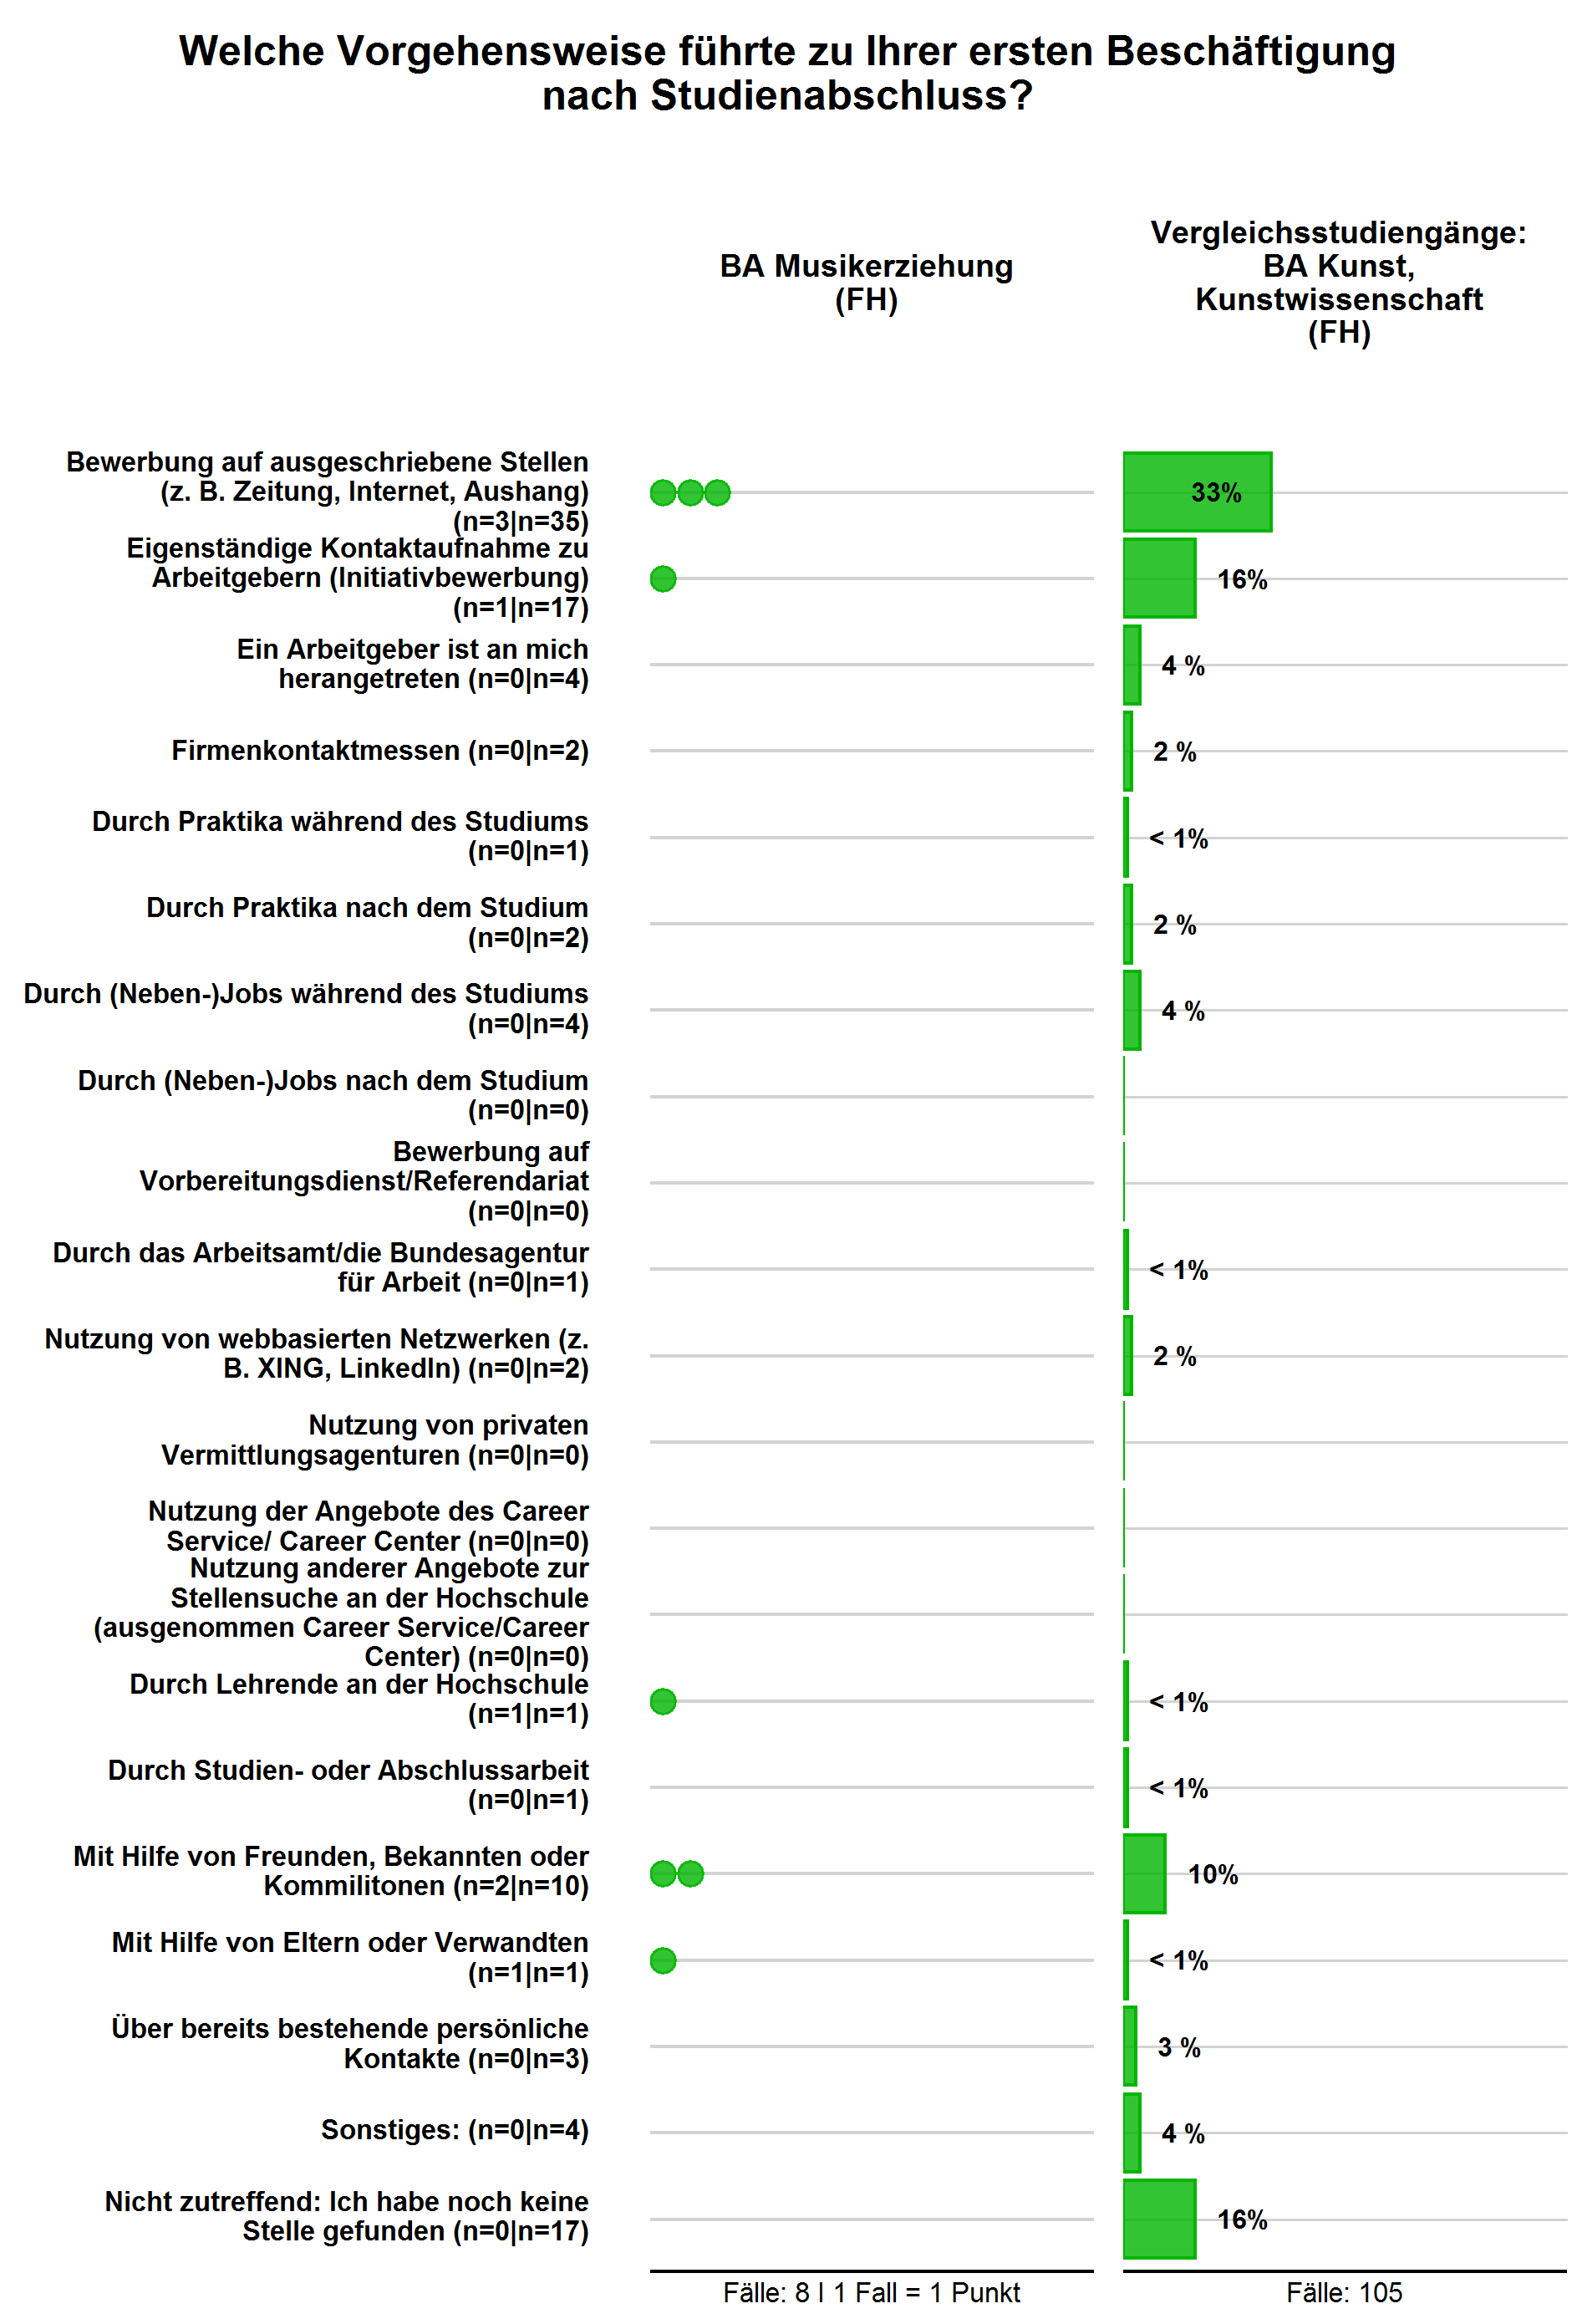 Welche Vorgehensweise führte zu Ihrer ersten Beschäftigung
nach Studienabschluss?
BA Musikerziehung
(FH)
Vergleichsstudiengänge:
BA Kunst,
Kunstwissenschaft
(FH)
Bewerbung auf ausgeschriebene Stellen
(z. B. Zeitung, Internet, Aushang)
(n=3|n=35)
33%
Eigenständige Kontaktaufnahme zu
Arbeitgebern (Initiativbewerbung)
(n=1|n=17)
16%
Ein Arbeitgeber ist an mich
herangetreten (n=0|n=4)
4 %
Firmenkontaktmessen (n=0|n=2)
2 %
Durch Praktika während des Studiums
(n=0|n=1)
< 1%
Durch Praktika nach dem Studium
(n=0|n=2)
2 %
Durch (Neben-)Jobs während des Studiums
(n=0|n=4)
4 %
Durch (Neben-)Jobs nach dem Studium
(n=0|n=0)
Bewerbung auf
Vorbereitungsdienst/Referendariat
(n=0|n=0)
Durch das Arbeitsamt/die Bundesagentur
für Arbeit (n=0|n=1)
< 1%
Nutzung von webbasierten Netzwerken (z.
B. XING, LinkedIn) (n=0|n=2)
2 %
Nutzung von privaten
Vermittlungsagenturen (n=0|n=0)
Nutzung der Angebote des Career
Service/ Career Center (n=0|n=0)
Nutzung anderer Angebote zur
Stellensuche an der Hochschule
(ausgenommen Career Service/Career
Center) (n=0|n=0)
Durch Lehrende an der Hochschule
(n=1|n=1)
< 1%
Durch Studien- oder Abschlussarbeit
(n=0|n=1)
< 1%
Mit Hilfe von Freunden, Bekannten oder
Kommilitonen (n=2|n=10)
10%
Mit Hilfe von Eltern oder Verwandten
(n=1|n=1)
< 1%
Über bereits bestehende persönliche
Kontakte (n=0|n=3)
3 %
Sonstiges: (n=0|n=4)
4 %
Nicht zutreffend: Ich habe noch keine
Stelle gefunden (n=0|n=17)
16%
Fälle: 8 I 1 Fall = 1 Punkt
Fälle: 105